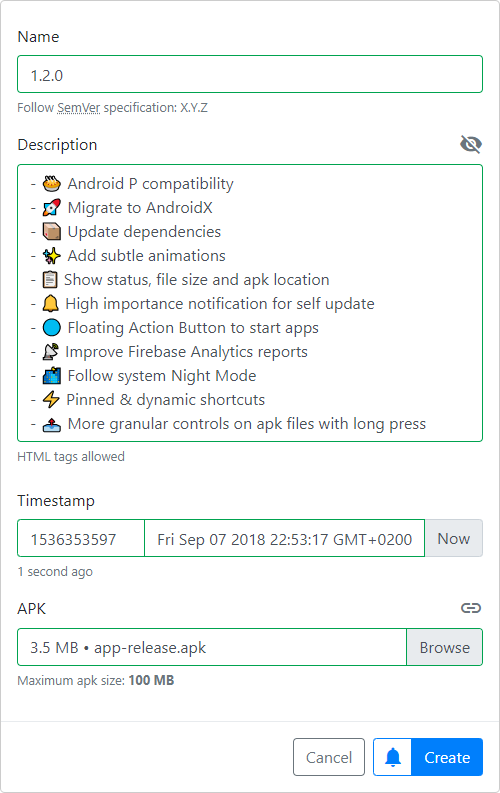 Name
1.2.0
Follow SemVer specification: X.Y.Z
Description
- 🥧 Android P compatibility
- 🚀 Migrate to AndroidX
- 📦 Update dependencies
- ✨ Add subtle animations
- 📋 Show status, file size and apk location
- 🔔 High importance notification for self update
- 🔵 Floating Action Button to start apps
- 📡 Improve Firebase Analytics reports
- 🌃 Follow system Night Mode
- ⚡ Pinned & dynamic shortcuts
- 📤 More granular controls on apk files with long press
HTML tags allowed
Timestamp
1536353597 Fri Sep 07 2018 22:53:17 GMT+0200 Now
1 second ago
APK
3.5 MB • app-release.apk Browse
Maximum apk size: 100 MB
Cancel Create